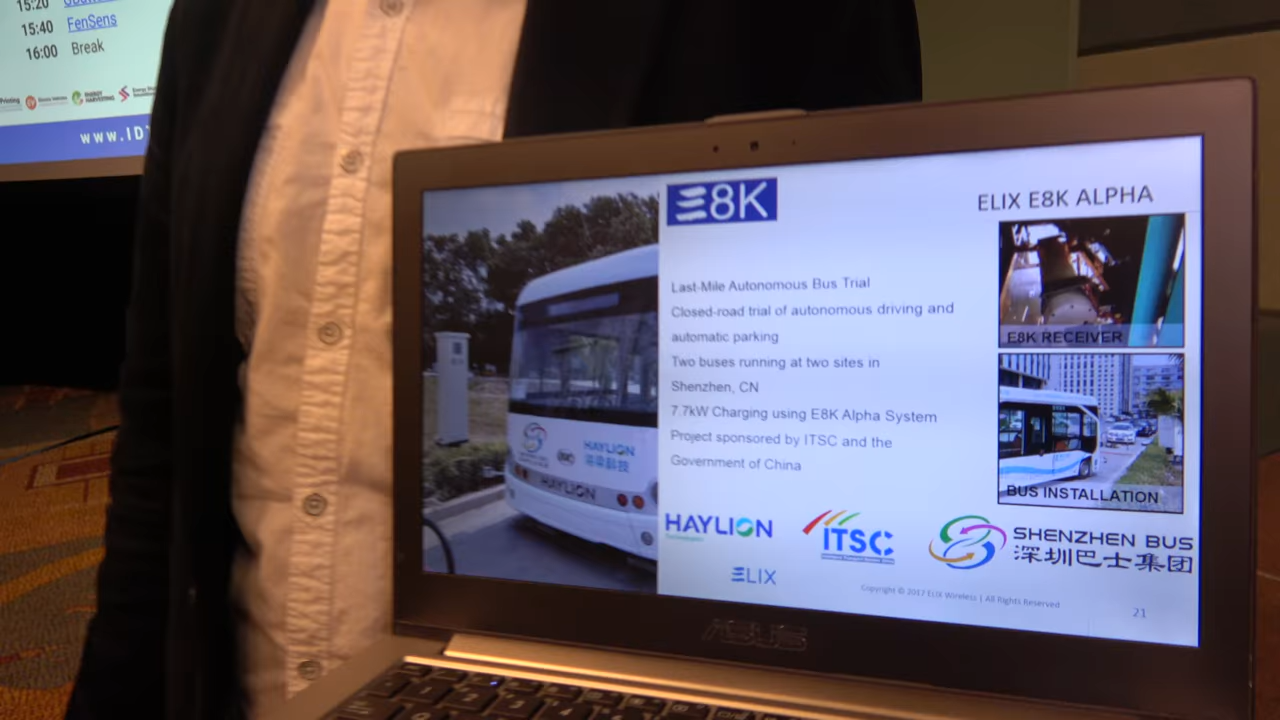 15:20
15:40 FenSens
16:00 Break
ENERGY HARVESTING
www.ID
E8K
ELIX E8K ALPHA
Last-Mile Autonomous Bus Trial
Closed-road trial of autonomous driving and
automatic parking
Two buses running at two sites in
Shenzhen, CN
7.7kW Charging using E8K Alpha System
Project sponsored by ITSC and the
Government of China
E8K RECEIVER
BUS INSTALLATION
HAYLION
HAYLION
HAYLION
Technologies
ITSC
SHENZHEN BUS
深圳巴士集团
ELIX
Copyright © 2017 ELIX Wireless | All Rights Reserved
21
ASUS